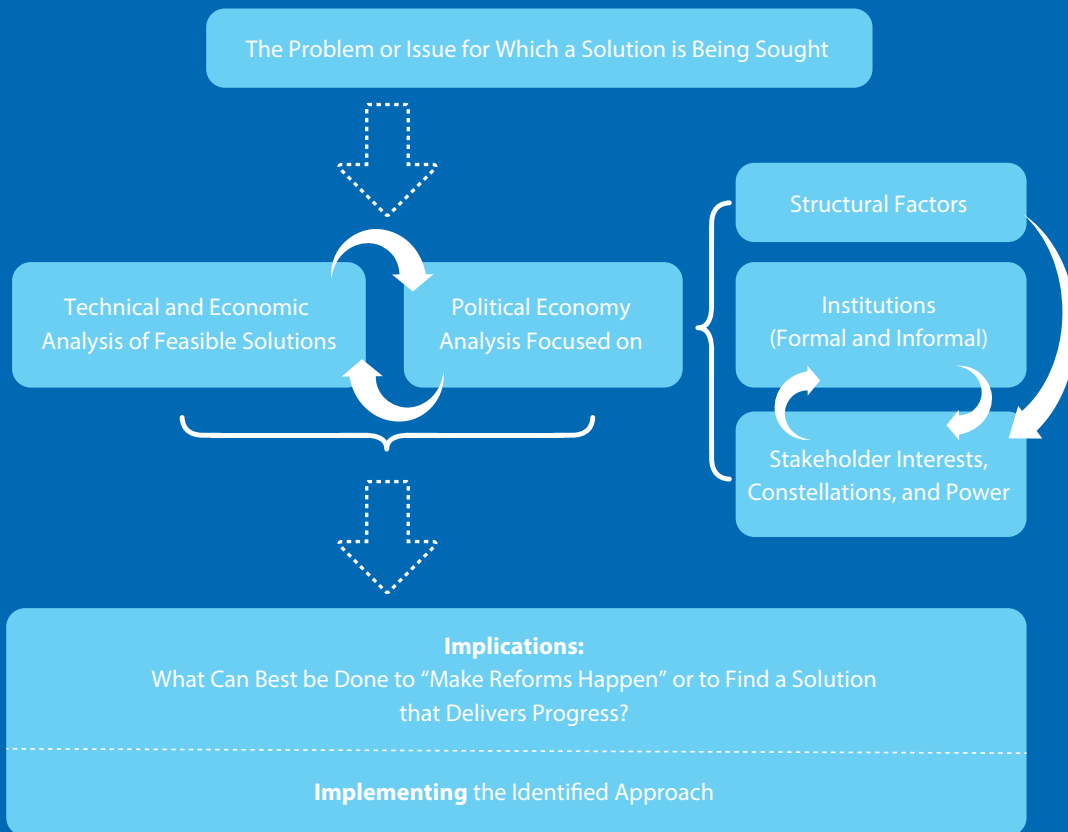 The Problem or Issue for Which a Solution is Being Sought
Technical and Economic
Analysis of Feasible Solutions
Political Economy
Analysis Focused on
Structural Factors
Institutions
(Formal and Informal)
Stakeholder Interests,
Constellations, and Power
Implications:
What Can Best be Done to “Make Reforms Happen” or to Find a Solution
that Delivers Progress?
Implementing the Identified Approach